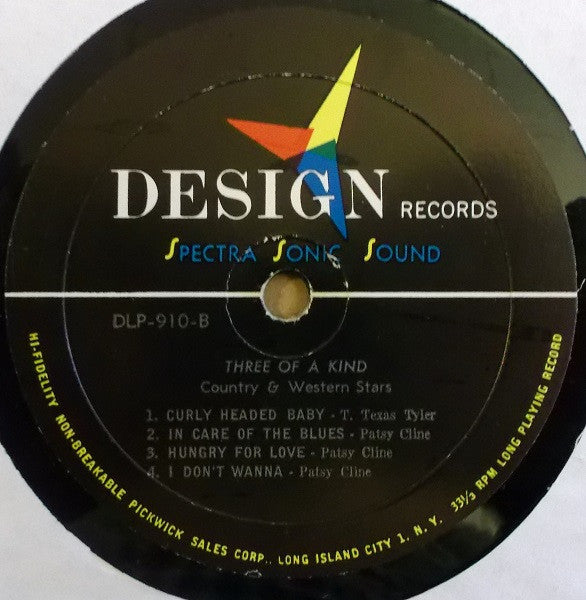 DESIGN RECORDS
SPECTRA SONIC SOUND
DLP-910-B
THREE OF A KIND
Country & Western Stars
1. CURLY HEADED BABY - T. Texas Tyler
2. IN CARE OF THE BLUES - Patsy Cline
3. HUNGRY FOR LOVE - Patsy Cline
4. I DON'T WANNA - Patsy Cline
HI-FIDELITY NON-BREAKABLE PICKWICK SALES CORP., LONG ISLAND CITY 1, N. Y. 33⅓ RPM LONG PLAYING RECORD